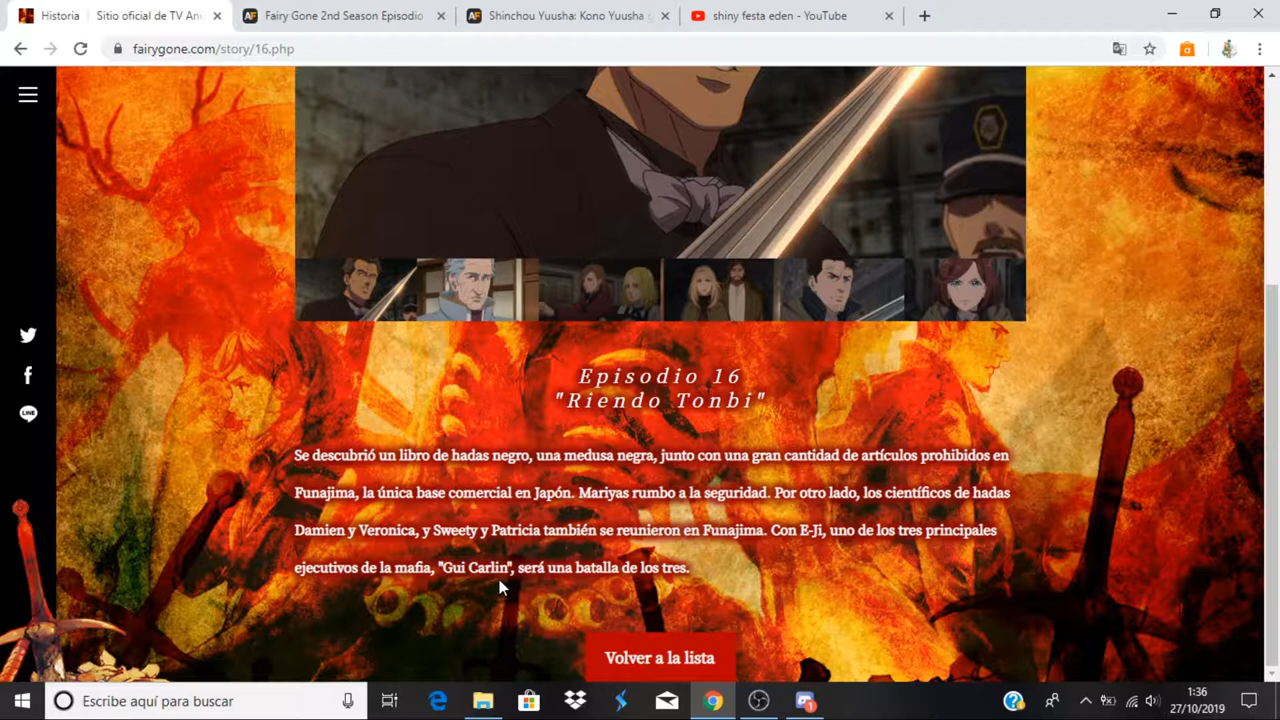 Historia Sitio oficial de TV An
Fairy Gone 2nd Season Episodio
Shinchou Yuusha: Kono Yuusha
shiny festa eden - YouTube
fairygone.com/story/16.php
LINE
Episodio 16
"Riendo Tonbi"
Se descubrió un libro de hadas negro, una medusa negra, junto con una gran cantidad de artículos prohibidos en
Funajima, la única base comercial en Japón. Mariyas rumbo a la seguridad. Por otro lado, los científicos de hadas
Damien y Veronica, y Sweety y Patricia también se reunieron en Funajima. Con E-Ji, uno de los tres principales
ejecutivos de la mafia, "Gui Carlin", será una batalla de los tres.
Volver a la lista
Escribe aquí para buscar
1:36
27/10/2019